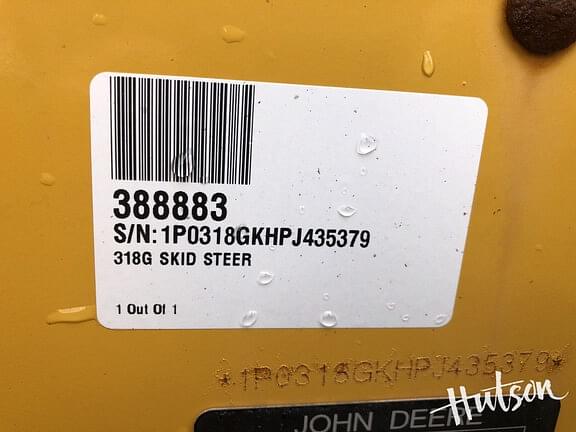 388883
S/N: 1P0318GKHPJ435379
318G SKID STEER
1 Out Of 1
*1P0318GKHPJ435379*
Hutson
JOHN DEERE